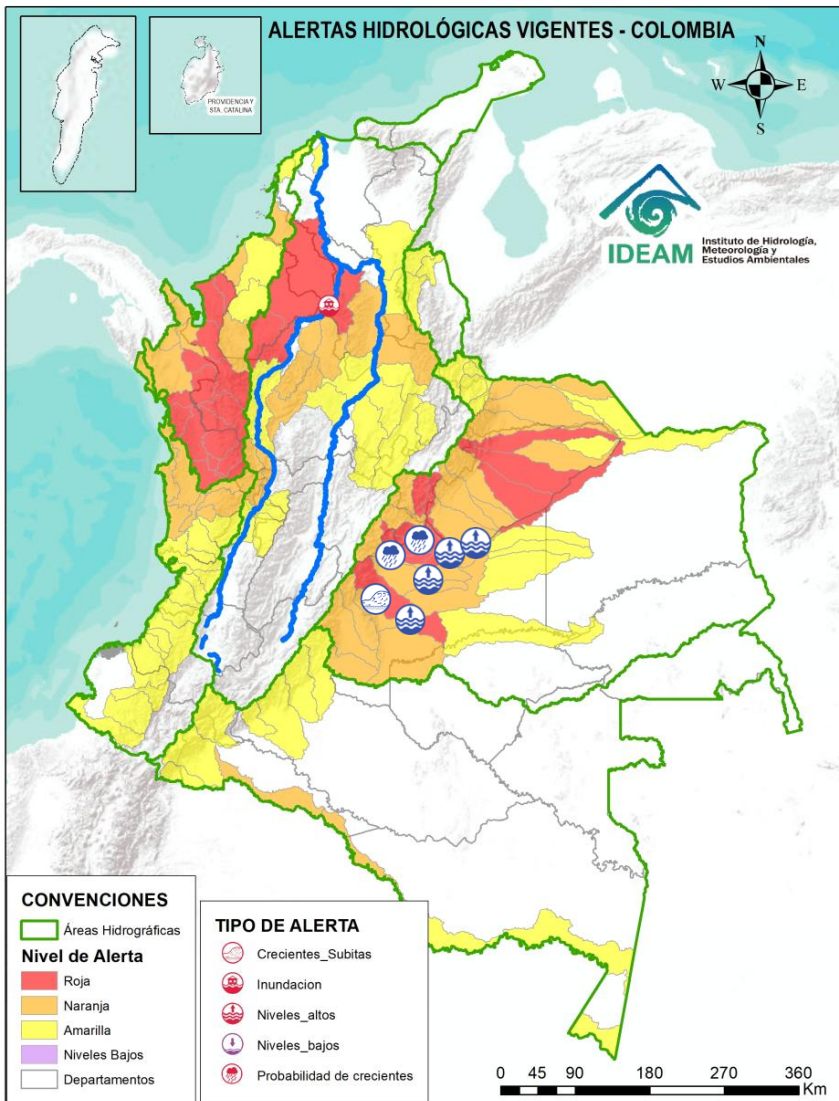 ALERTAS HIDROLÓGICAS VIGENTES - COLOMBIA
PROVIDENCIA Y
STA. CATALINA
N
W
E
S
IDEAM
Instituto de Hidrología,
Meteorología y
Estudios Ambientales
CONVENCIONES
Áreas Hidrográficas
Nivel de Alerta
Roja
Naranja
Amarilla
Niveles Bajos
Departamentos
TIPO DE ALERTA
Crecientes_Subitas
Inundacion
Niveles_altos
Niveles_bajos
Probabilidad de crecientes
0 45 90 180 270 360
Km